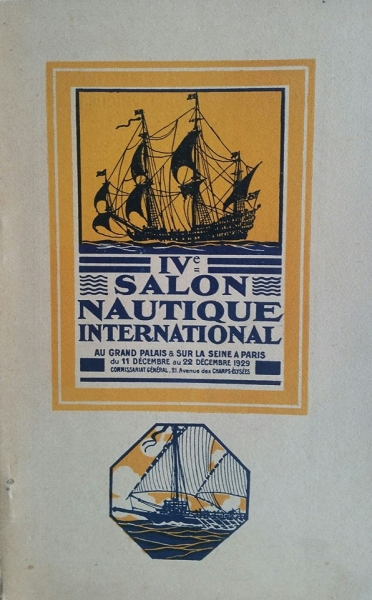 IVe
SALON
NAUTIQUE
INTERNATIONAL
AU GRAND PALAIS & SUR LA SEINE A PARIS
du 11 DÉCEMBRE au 22 DÉCEMBRE 1929
COMMISSARIAT GÉNÉRAL, 21, Avenue des CHAMPS-ÉLYSÉES